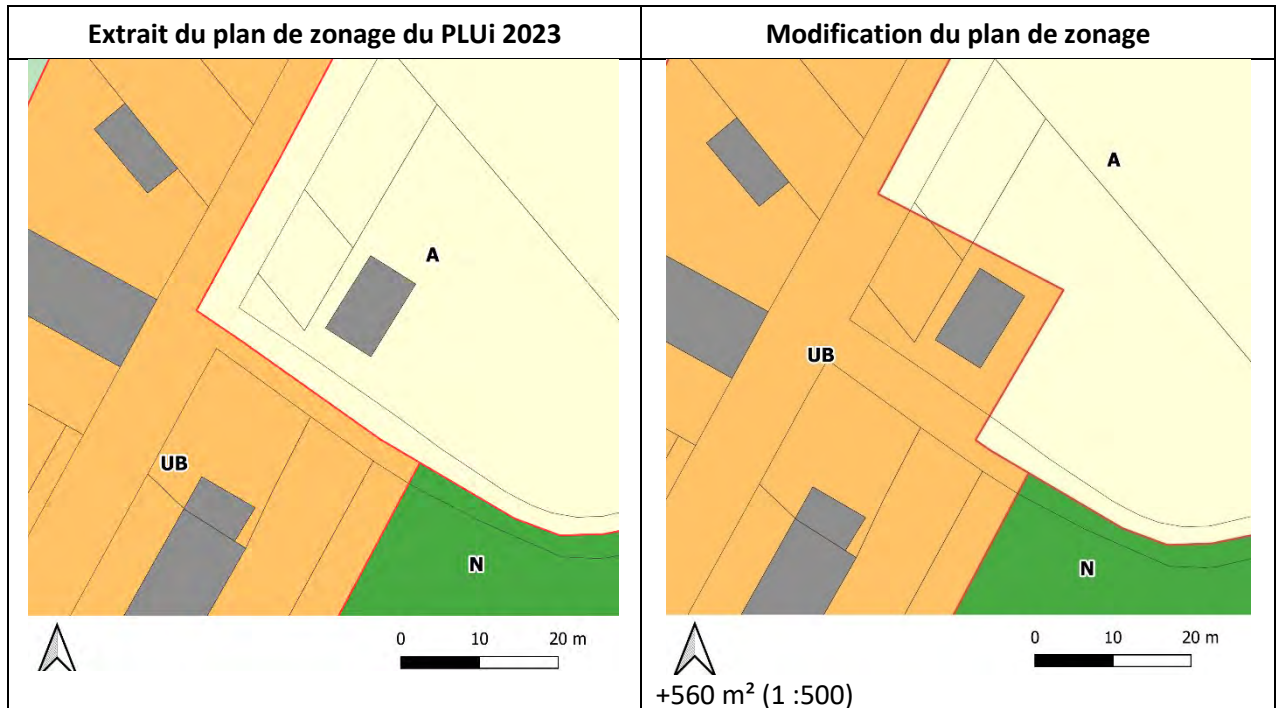 Extrait du plan de zonage du PLUi 2023
A
UB
N
0 10 20 m
Modification du plan de zonage
A
UB
N
0 10 20 m
+560 m² (1 :500)